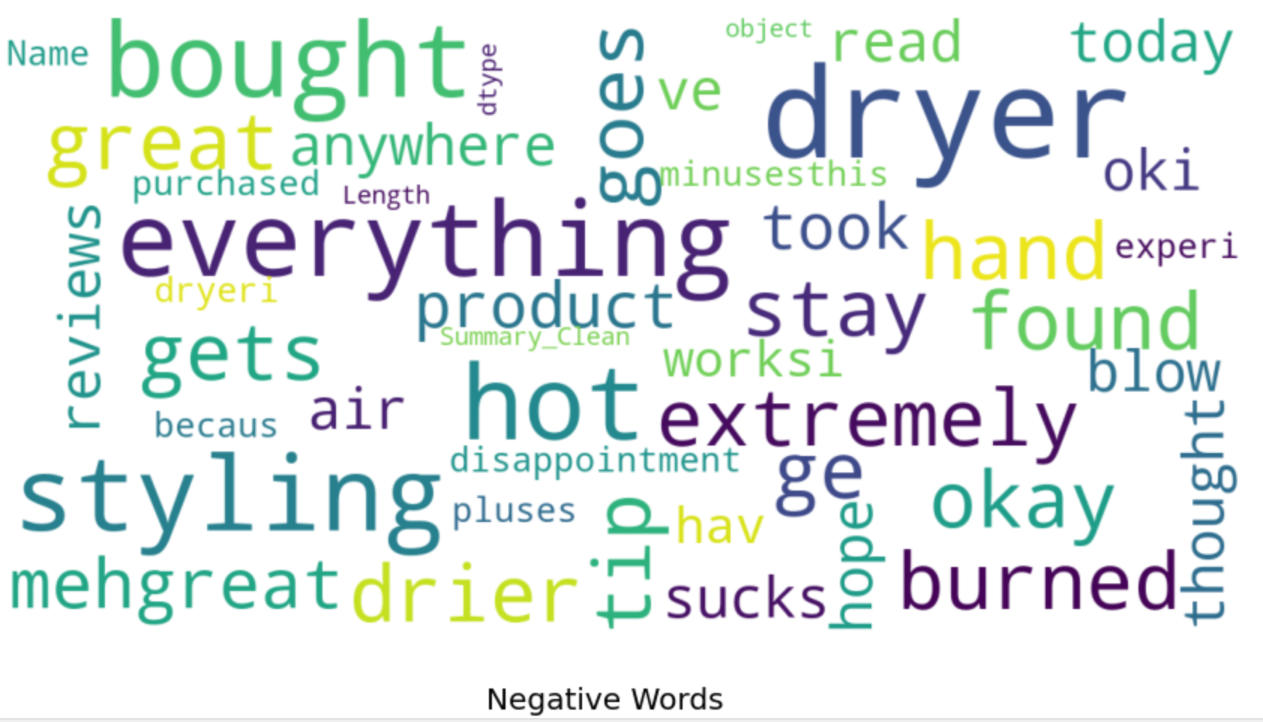 Name
bought
dtype
goes
object
read
today
ve
dryer
great
anywhere
oki
purchased
Length
minusesthis
reviews
everything
took
hand
experi
dryeri
product
stay
found
Summary_Clean
gets
worksi
blow
hot
air
becaus
extremely
thought
styling
disappointment
ge
okay
pluses
tip
hav
hope
mehgreat
drier
sucks
burned
Negative Words